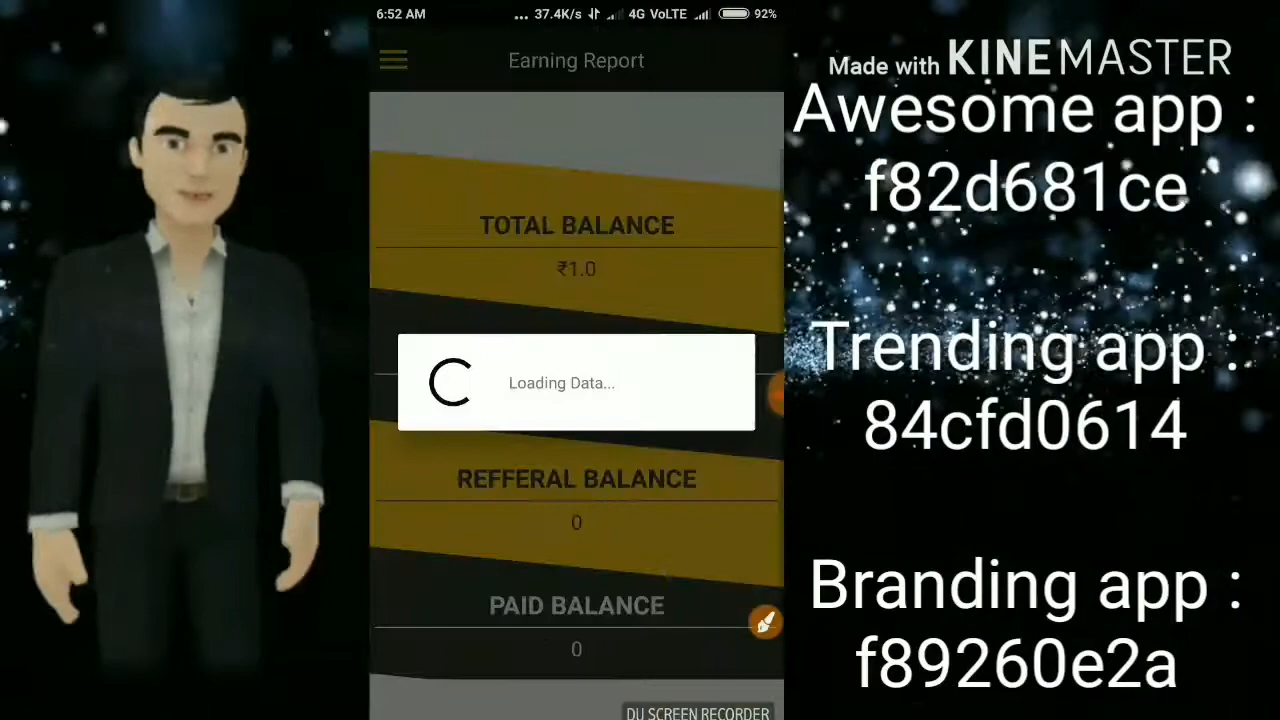 6:52 AM ... 37.4K/s 4G VoLTE 92%
Earning Report
TOTAL BALANCE
₹1.0
Loading Data...
REFFERAL BALANCE
0
PAID BALANCE
0
DU SCREEN RECORDER
Made with KINEMASTER
Awesome app :
f82d681ce
Trending app :
84cfd0614
Branding app :
f89260e2a